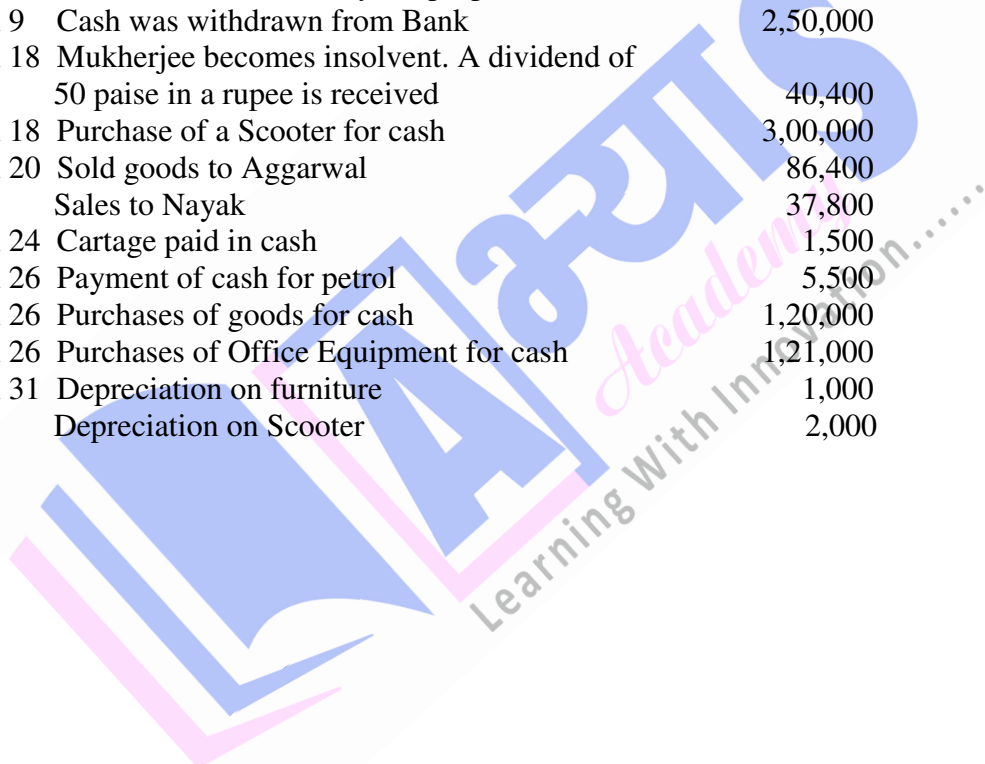 9 Cash was withdrawn from Bank 2,50,000
18 Mukherjee becomes insolvent. A dividend of
50 paise in a rupee is received 40,400
18 Purchase of a Scooter for cash 3,00,000
20 Sold goods to Aggarwal 86,400
Sales to Nayak 37,800
24 Cartage paid in cash 1,500
26 Payment of cash for petrol 5,500
26 Purchases of goods for cash 1,20,000
26 Purchases of Office Equipment for cash 1,21,000
31 Depreciation on furniture 1,000
Depreciation on Scooter 2,000
Academy
Learning With Innovation......